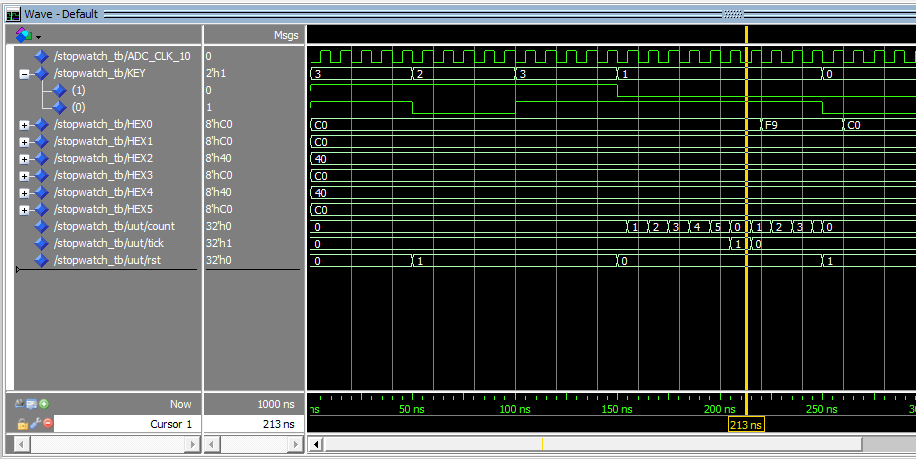 Wave - Default
Msgs
/stopwatch_tb/ADC_CLK_10 0
/stopwatch_tb/KEY 2'h1 3 2 3 1 0
(1) 0
(0) 1
/stopwatch_tb/HEX0 8'hC0 C0 F9 C0
/stopwatch_tb/HEX1 8'hC0 C0
/stopwatch_tb/HEX2 8'h40 40
/stopwatch_tb/HEX3 8'hC0 C0
/stopwatch_tb/HEX4 8'h40 40
/stopwatch_tb/HEX5 8'hC0 C0
/stopwatch_tb/uut/count 32'h0 0 1 2 3 4 5 0 1 2 3 0
/stopwatch_tb/uut/tick 32'h1 0 1 0
/stopwatch_tb/uut/rst 32'h0 0 1 0 1
Now 1000 ns ns 50 ns 100 ns 150 ns 200 ns 250 ns
Cursor 1 213 ns 213 ns